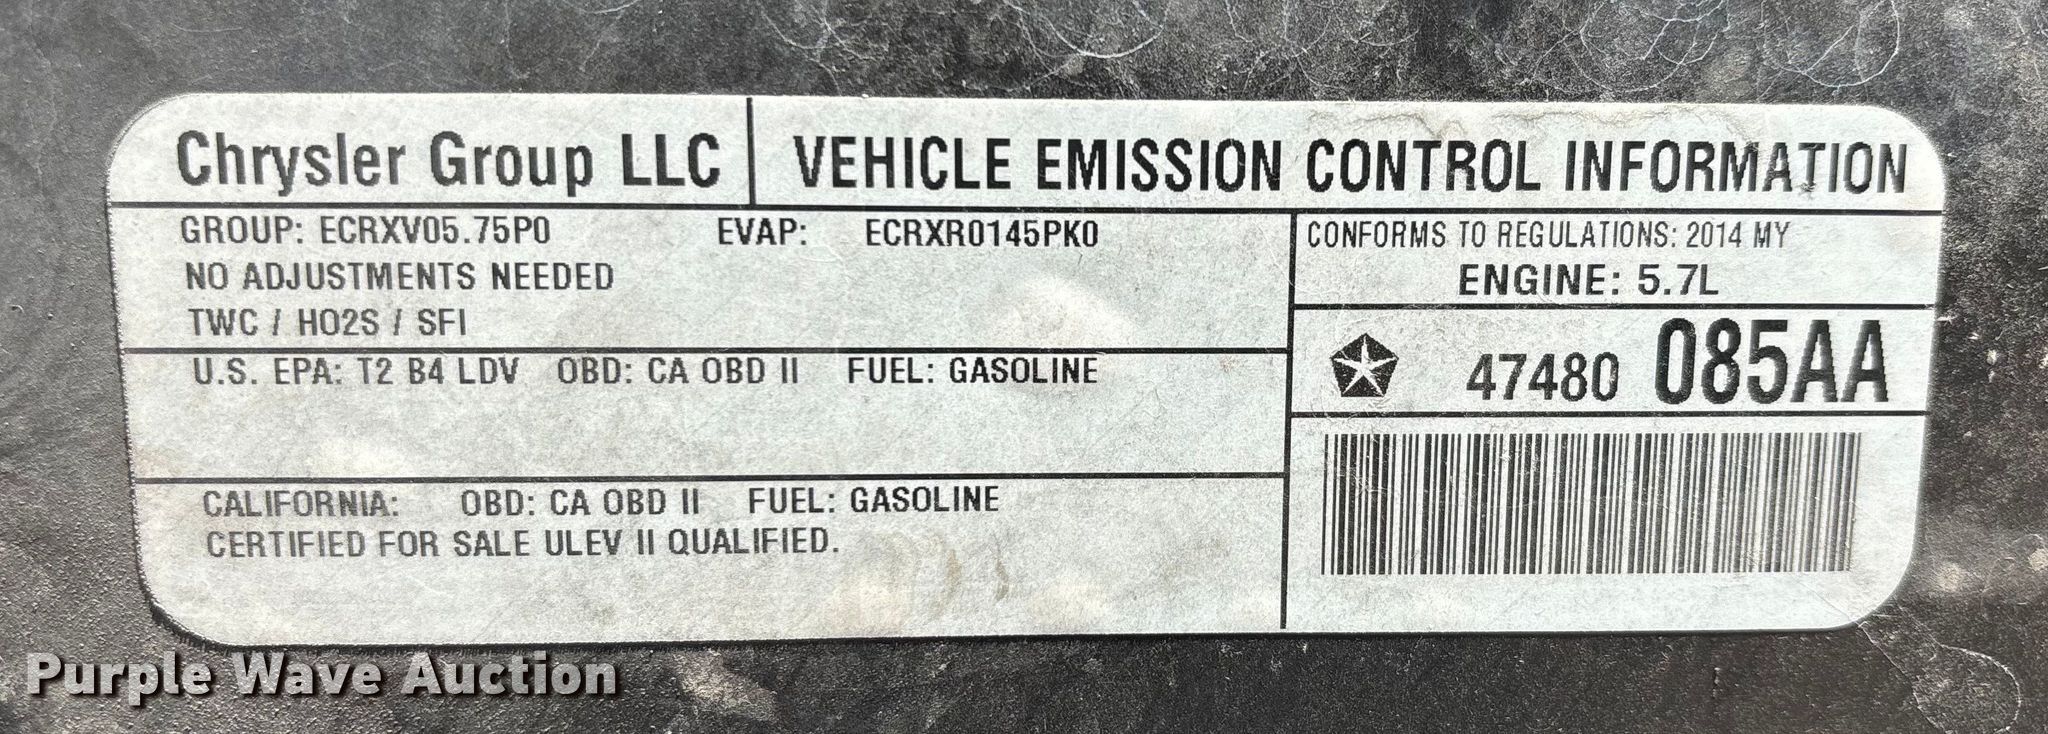 Chrysler Group LLC VEHICLE EMISSION CONTROL INFORMATION
GROUP: ECRXV05.75P0 EVAP: ECRXR0145PK0
NO ADJUSTMENTS NEEDED
TWC / HO2S / SFI
CONFORMS TO REGULATIONS: 2014 MY
ENGINE: 5.7L
47480 085AA
U.S. EPA: T2 B4 LDV OBD: CA OBD II FUEL: GASOLINE
CALIFORNIA: OBD: CA OBD II FUEL: GASOLINE
CERTIFIED FOR SALE ULEV II QUALIFIED.
Purple Wave Auction